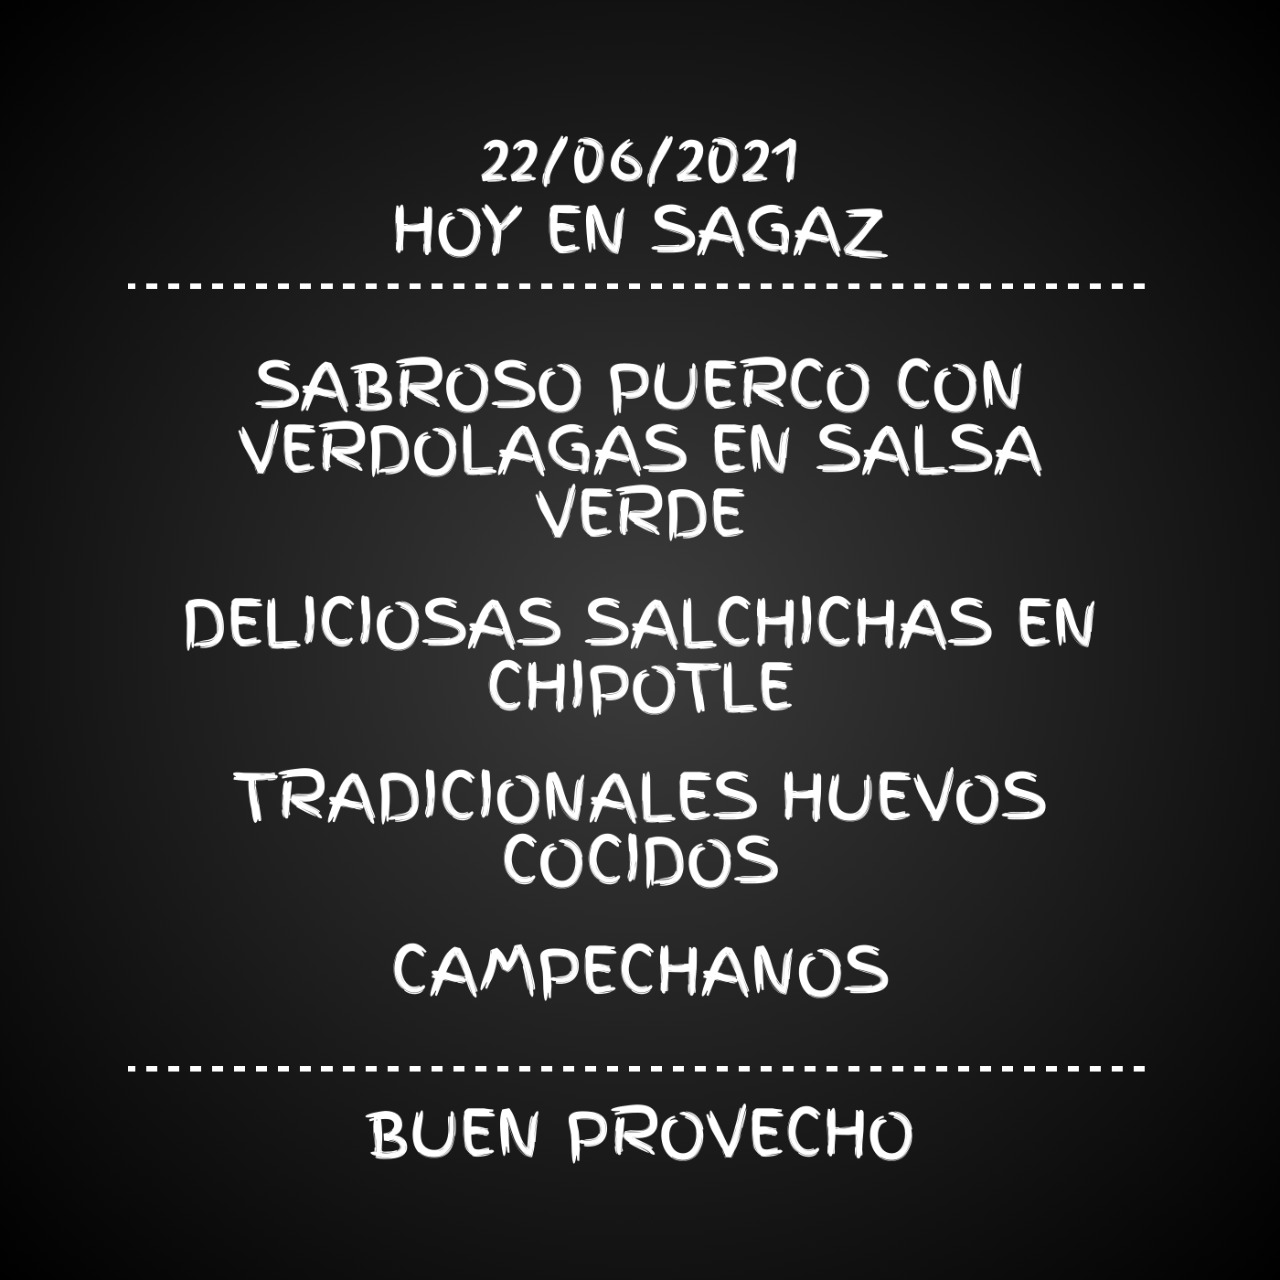 22/06/2021
HOY EN SAGAZ
SABROSO PUERCO CON
VERDOLAGAS EN SALSA
VERDE
DELICIOSAS SALCHICHAS EN
CHIPOTLE
TRADICIONALES HUEVOS
COCIDOS
CAMPECHANOS
BUEN PROVECHO